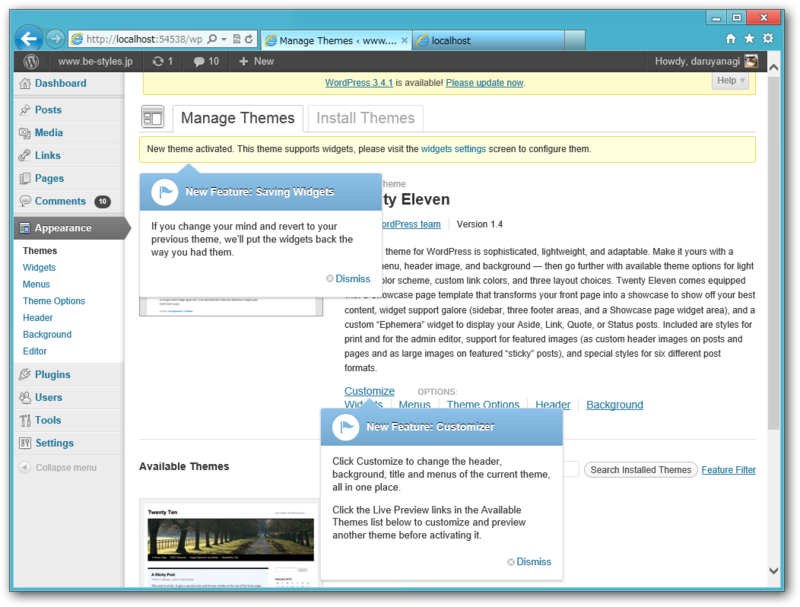 http://localhost:54538/wp
Manage Themes ‹ www....
localhost
www.be-styles.jp
1
10
+ New
Howdy, daruyanagi
Dashboard
Posts
Media
Links
Pages
Comments 10
Appearance
Themes
Widgets
Menus
Theme Options
Header
Background
Editor
Plugins
Users
Tools
Settings
Collapse menu
WordPress 3.4.1 is available! Please update now.
Help
Manage Themes
Install Themes
New theme activated. This theme supports widgets, please visit the widgets settings screen to configure them.
New Feature: Saving Widgets
If you change your mind and revert to your
previous theme, we'll put the widgets back the
way you had them.
Dismiss
heme
ty Eleven
ordPress team
Version 1.4
theme for WordPress is sophisticated, lightweight, and adaptable. Make it yours with a
enu, header image, and background — then go further with available theme options for light
olor scheme, custom link colors, and three layout choices. Twenty Eleven comes equipped
with a Showcase page template that transforms your front page into a showcase to show off your best
content, widget support galore (sidebar, three footer areas, and a Showcase page widget area), and a
custom “Ephemera” widget to display your Aside, Link, Quote, or Status posts. Included are styles for
print and for the admin editor, support for featured images (as custom header images on posts and
pages and as large images on featured “sticky” posts), and special styles for six different post
formats.
Customize
OPTIONS:
Widgets
Menus
Theme Options
Header
Background
New Feature: Customizer
Click Customize to change the header,
background, title and menus of the current theme,
all in one place.
Click the Live Preview links in the Available
Themes list below to customize and preview
another theme before activating it.
Dismiss
Available Themes
Search Installed Themes
Feature Filter
Twenty Ten
A Sticky Post